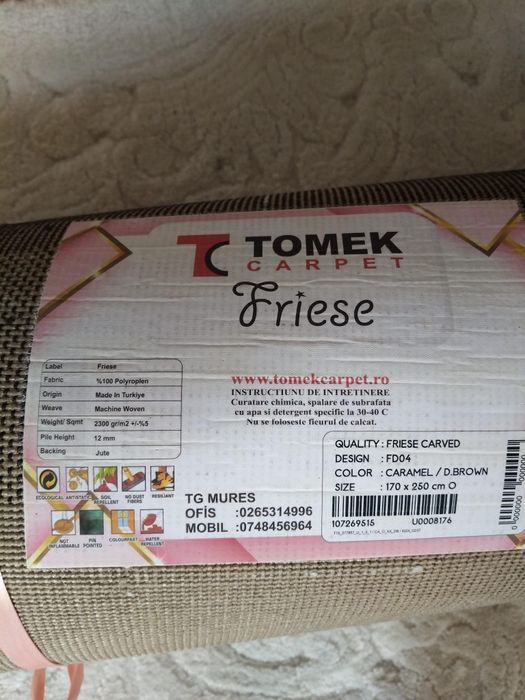 TC TOMEK
CARPET
Friese
Label Friese
Fabric %100 Polyroplen
Origin Made In Turkiye
Weave Machine Woven
Weight/ Sqmt 2300 gr/m2 +/-%5
Pile Height 12 mm
Backing Jute
www.tomekcarpet.ro
INSTRUCTIUNU DE INTRETINERE
Curatare chimica, spalare de subrafata
cu apa si detergent specific la 30-40 C
Nu se foloseste fieurul de calcat.
QUALITY : FRIESE CARVED
DESIGN : FD04
COLOR : CARAMEL / D.BROWN
SIZE : 170 x 250 cm O
107269515 U0008176
ECOLOGICAL ANTISTATIC SOIL REPELLENT NO DUST FIBERS RESILIANT
NOT INFLAMMABLE PIN POINTED COLOURFAST WATER REPELLENT
TG MURES
OFİS :0265314996
MOBIL :0748456964